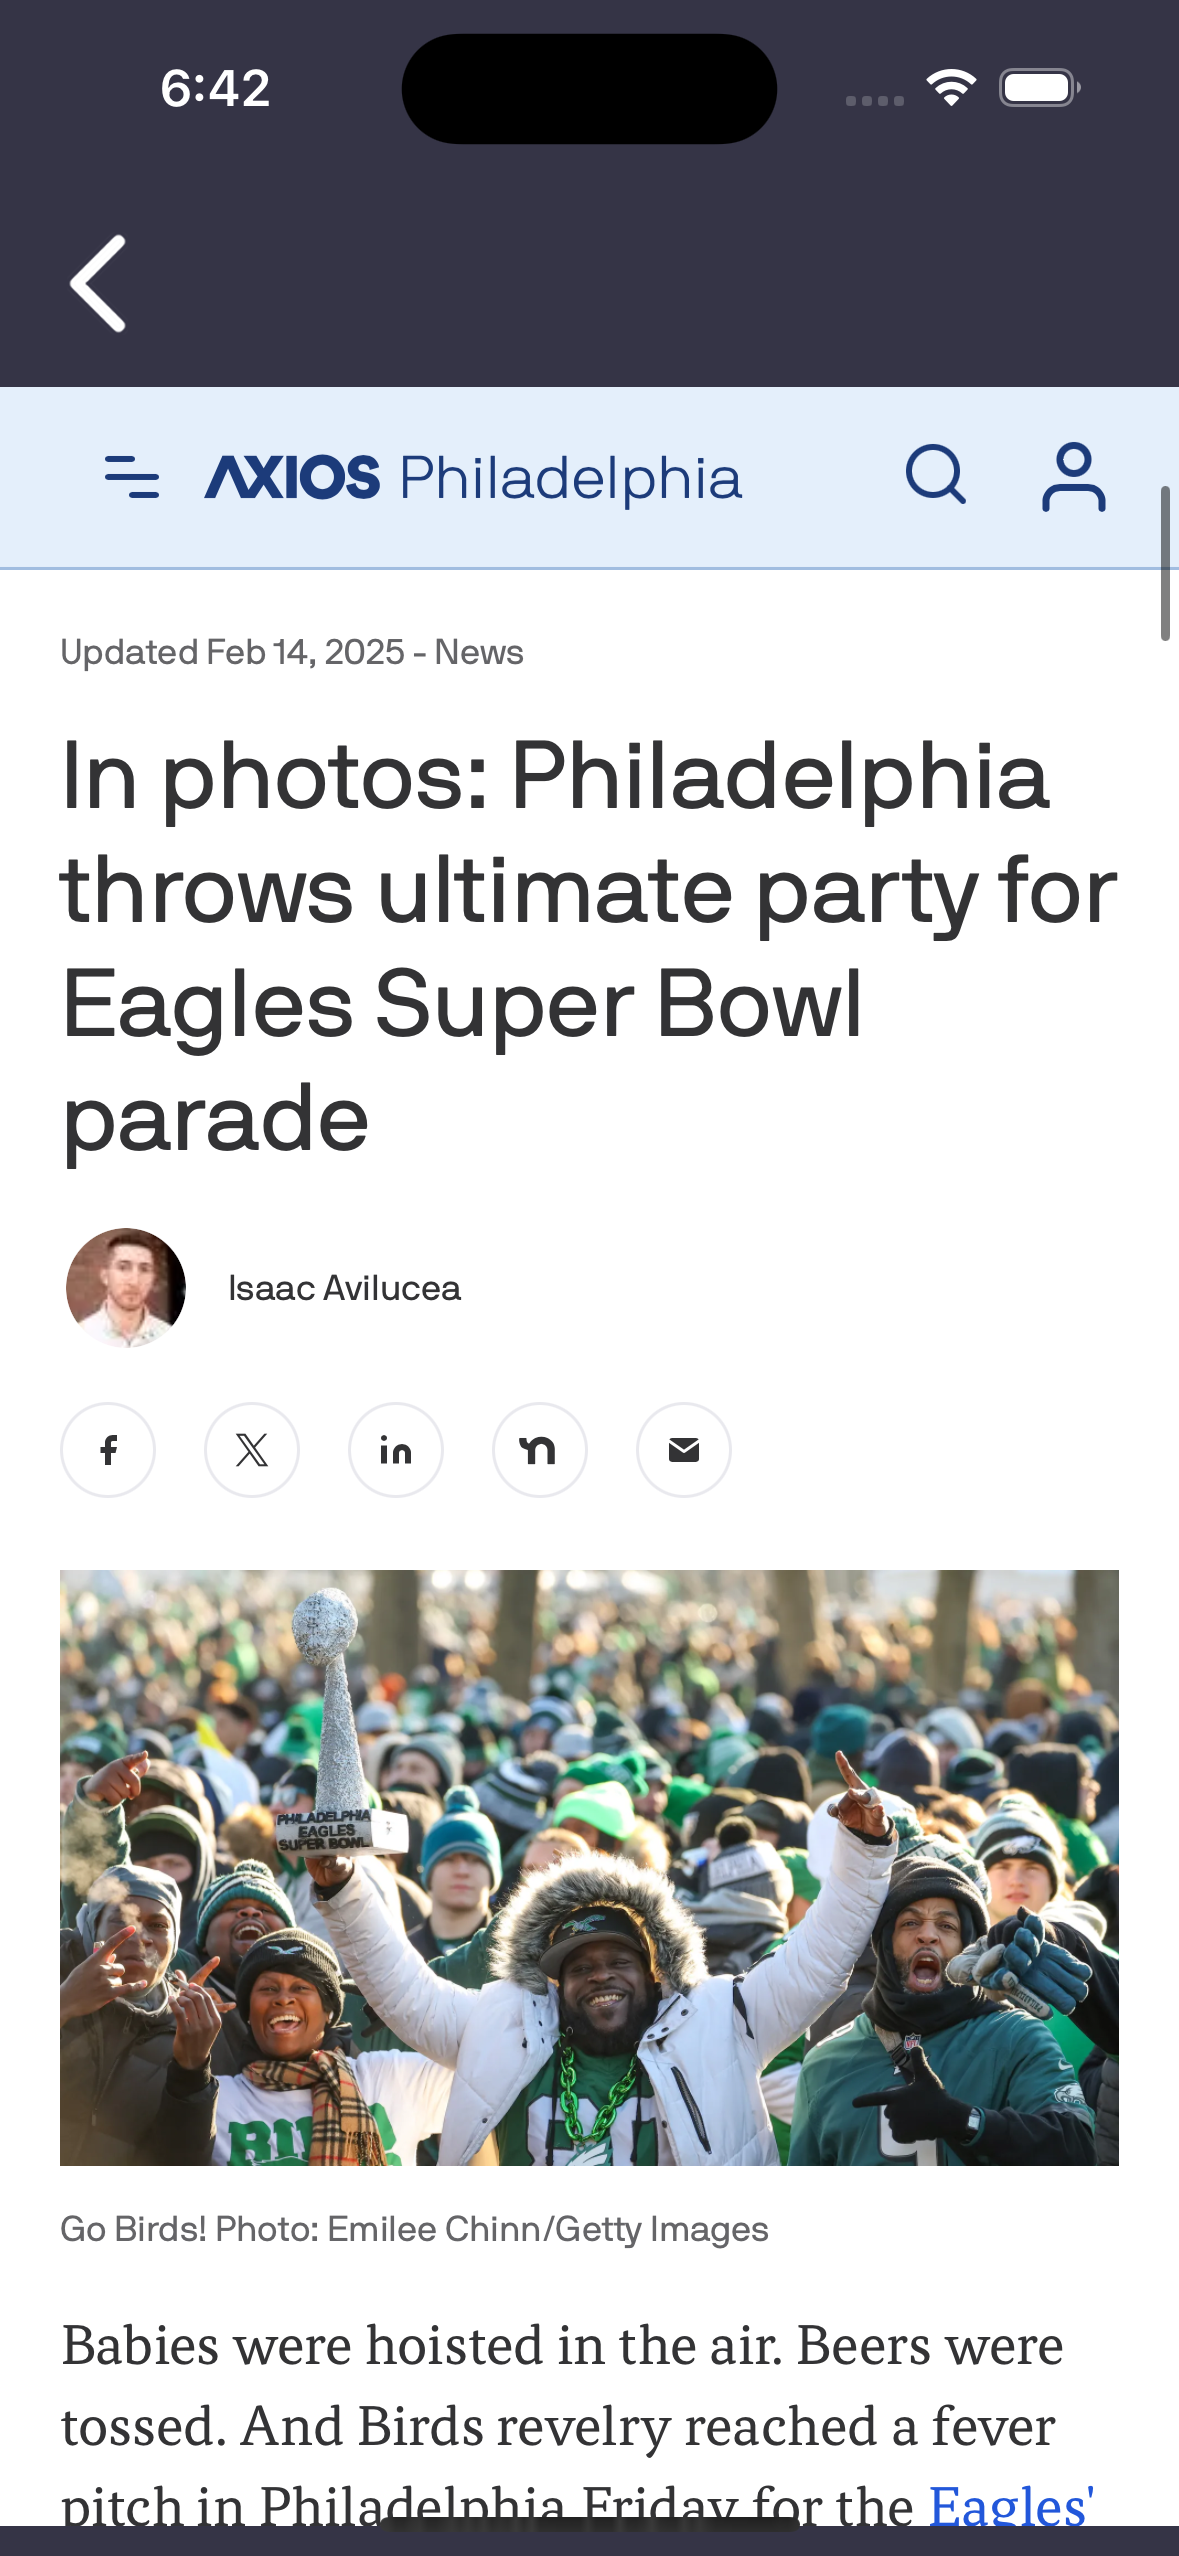 6:42
AXIOS Philadelphia
Updated Feb 14, 2025 - News
In photos: Philadelphia
throws ultimate party for
Eagles Super Bowl
parade
Isaac Avilucea
PHILADELPHIA
EAGLES
SUPER BOWL
Go Birds! Photo: Emilee Chinn/Getty Images
Babies were hoisted in the air. Beers were
tossed. And Birds revelry reached a fever
pitch in Philadelphia Friday for the Eagles'